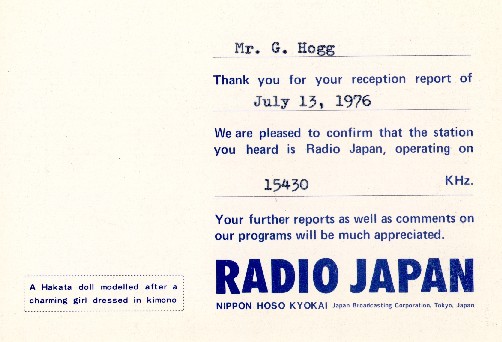 Mr. G. Hogg
Thank you for your reception report of
July 13, 1976
We are pleased to confirm that the station
you heard is Radio Japan, operating on
15430 KHz.
Your further reports as well as comments on
our programs will be much appreciated.
RADIO JAPAN
NIPPON HOSO KYOKAI Japan Broadcasting Corporation, Tokyo, Japan
A Hakata doll modelled after a
charming girl dressed in kimono